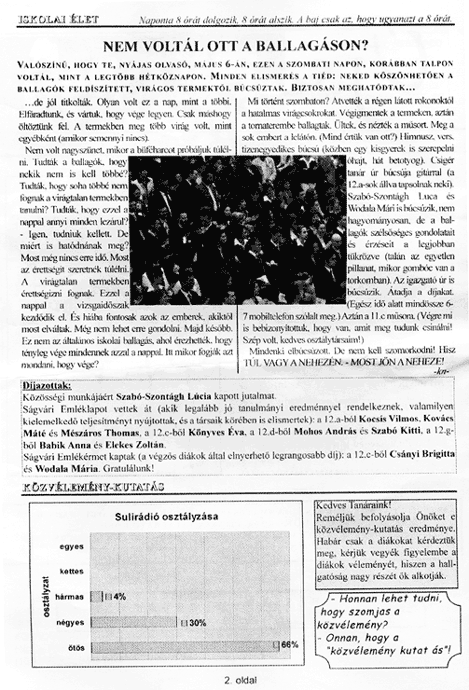 ISKOLAI ÉLET
Naponta 8 órát dolgozik, 8 órát alszik. A baj csak az, hogy ugyanazt a 8 órát.
NEM VOLTÁL OTT A BALLAGÁSON?
VALÓSZÍNŰ, HOGY TE, NYÁJAS OLVASÓ, MÁJUS 6-ÁN, EZEN A SZOMBATI NAPON, KORÁBBAN TALPON
VOLTÁL, MINT A LEGTÖBB HÉTKÖZNAPON. MINDEN ELISMERÉS A TIÉD: NEKED KÖSZÖNHETŐEN A
BALLAGÓK FELDÍSZÍTETT, VIRÁGOS TERMEKTŐL BÚCSÚZTAK. BIZTOSAN MEGHATÓDTAK...
...de jól titkolták. Olyan volt ez a nap, mint a többi.
Elfáradtunk, és vártuk, hogy vége legyen. Csak máshogy
öltöztünk fel. A termekben meg több virág volt, mint
egyébként (amikor semennyi nincs).
Nem volt nagyszünet, mikor a büféharcot próbáljuk túlél-
ni. Tudták a ballagók, hogy
nekik nem is kell többé?
Tudták, hogy soha többé nem
fognak a virágtalan termekben
tanulni? Tudták, hogy ezzel a
nappal annyi minden lezárul?
- Igen, tudniuk kellett. De
miért is hatódnának meg?
Most még nincs erre idő. Most
az érettségit szeretnék túlélni.
A virágtalan termekben
érettségizni fognak. Ezzel a
nappal a vizsgaidőszak
kezdődik el. És hiába fontosak azok az emberek, akiktől
most elváltak. Még nem lehet erre gondolni. Majd később.
Ez nem az általános iskolai ballagás, ahol érezhették, hogy
tényleg vége mindennek azzal a nappal. Itt mikor fogják azt
mondani, hogy vége?
Mi történt szombaton? Átvették a régen látott rokonoktól
a hatalmas virágcsokrokat. Végigmentek a termeken, aztán
a tornaterembe ballagtak. Ültek, és nézték a műsort. Meg a
sok embert a lelátón. (Mind értük van ott?) Himnusz, vers,
tizenegyedikes búcsú (közben egy kisgyerek is szerepelni
óhajt, hát betotyog). Csiger
tanár úr búcsúja gitárral (a
12.a-sok állva tapsolnak neki).
Szabó-Szontágh Luca és
Wodala Mári is búcsúzik, nem
hagyományosan, de a bal-
lagók szélsőséges gondolatait
és érzéseit a legjobban
tükrözve (talán az egyetlen
pillanat, mikor gombóc van a
torkomban). Az igazgató úr is
búcsúzik. Átadja a díjakat.
(Egész idő alatt mindössze 6-
7 mobiltelefon szólalt meg.) Aztán a 11.c műsora. (Végre mi
is bebizonyítottuk, hogy van, amit meg tudunk csinálni!
Szép volt, kedves osztálytársaim!)
Mindenki elbúcsúzott. De nem kell szomorkodni! Hisz
TÚL VAGY A NEHEZÉN. - MOST JÖN A NEHEZE!
-kn-
Díjazottak:
Közösségi munkájáért Szabó-Szontágh Lúcia kapott jutalmat.
Ságvári Emléklapot vettek át (akik legalább jó tanulmányi eredménnyel rendelkeznek, valamilyen
kielemelkedő teljesítményt nyújtottak, és a társaik körében is elismertek): a 12.a-ból Kocsis Vilmos, Kovács
Máté és Mészáros Thomas, a 12.c-ből Könyves Éva, a 12.d-ből Mohos András és Szabó Kitti, a 12.g-
ből Babik Anna és Elekes Zoltán.
Ságvári Emlékérmet kaptak (a végzős diákok által elnyerhető legrangosabb díj): a 12.c-ből Csányi Brigitta
és Wodala Mária. Gratulálunk!
KÖZVÉLEMÉNY-KUTATÁS
Sulirádió osztályzása
osztályzat
egyes
kettes
hármas 4%
négyes 30%
ötös 66%
Kedves Tanáraink!
Reméljük befolyásolja Önöket e
közvélemény-kutatás eredménye.
Habár csak a diákokat kérdeztük
meg, kérjük vegyék figyelembe a
diákok véleményét, hiszen a hall-
gatóság nagy részét ők alkotják.
- Honnan lehet tudni,
hogy szomjas a
közvélemény?
- Onnan, hogy a
"közvélemény kutat ás"!
2. oldal